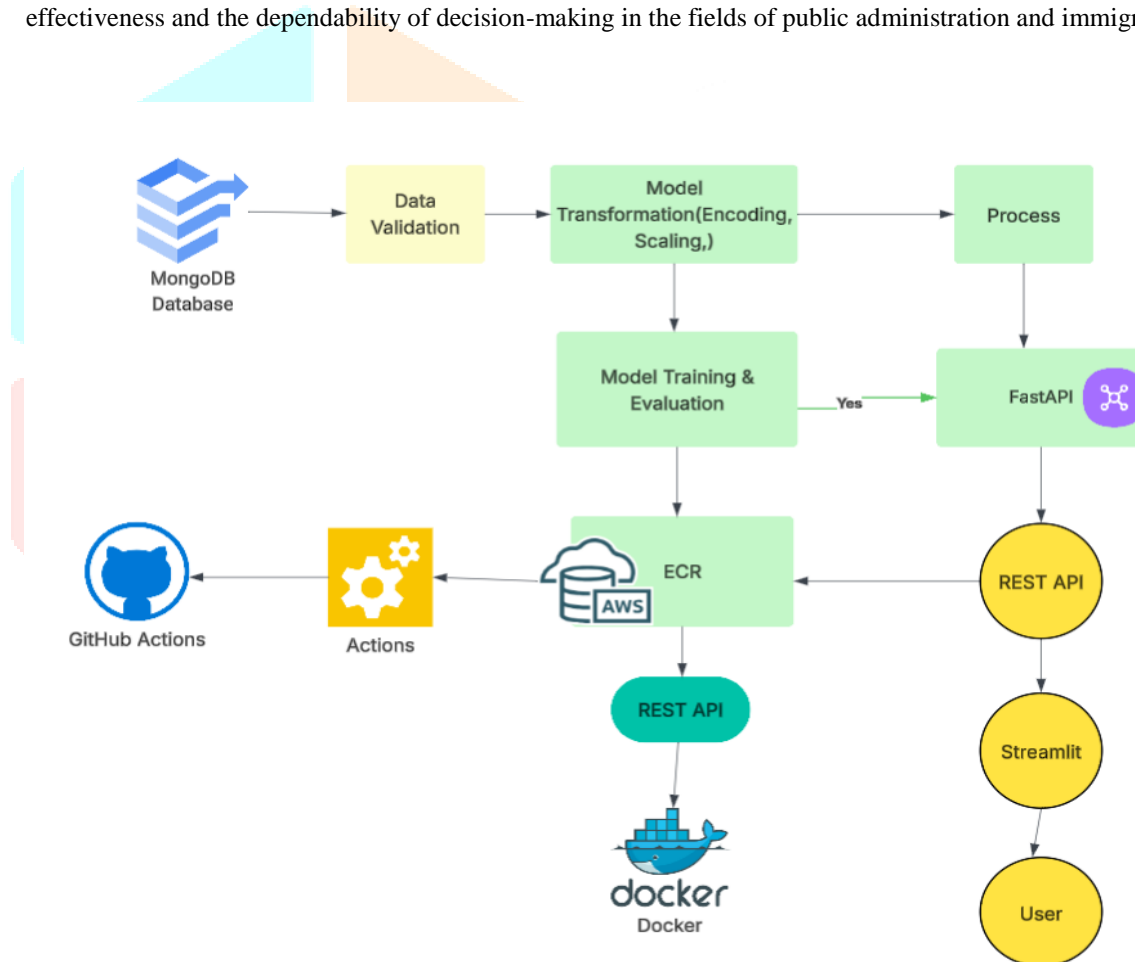 effectiveness and the dependability of decision-making in the fields of public administration and
MongoDB
Database
Data
Validation
Model
Transformation(Encoding,
Scaling,)
Process
Model Training &
Evaluation
Yes
FastAPI
GitHub Actions
Actions
AWS
ECR
REST API
REST API
docker
Docker
Streamlit
User